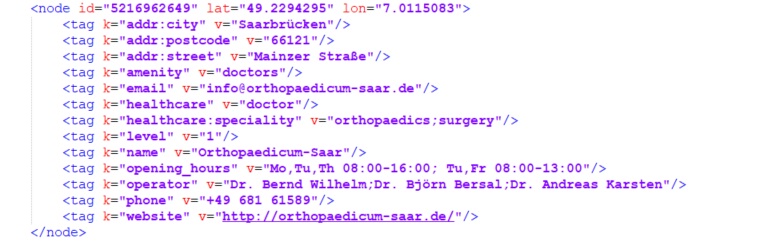 <node id="5216962649" lat="49.2294295" lon="7.0115083">
<tag k="addr:city" v="Saarbrücken"/>
<tag k="addr:postcode" v="66121"/>
<tag k="addr:street" v="Mainzer Straße"/>
<tag k="amenity" v="doctors"/>
<tag k="email" v="info@orthopaedicum-saar.de"/>
<tag k="healthcare" v="doctor"/>
<tag k="healthcare:speciality" v="orthopaedics;surgery"/>
<tag k="level" v="1"/>
<tag k="name" v="Orthopaedicum-Saar"/>
<tag k="opening_hours" v="Mo,Tu,Th 08:00-16:00; Tu,Fr 08:00-13:00"/>
<tag k="operator" v="Dr. Bernd Wilhelm;Dr. Björn Bersal;Dr. Andreas Karsten"/>
<tag k="phone" v="+49 681 61589"/>
<tag k="website" v="http://orthopaedicum-saar.de/"/>
</node>